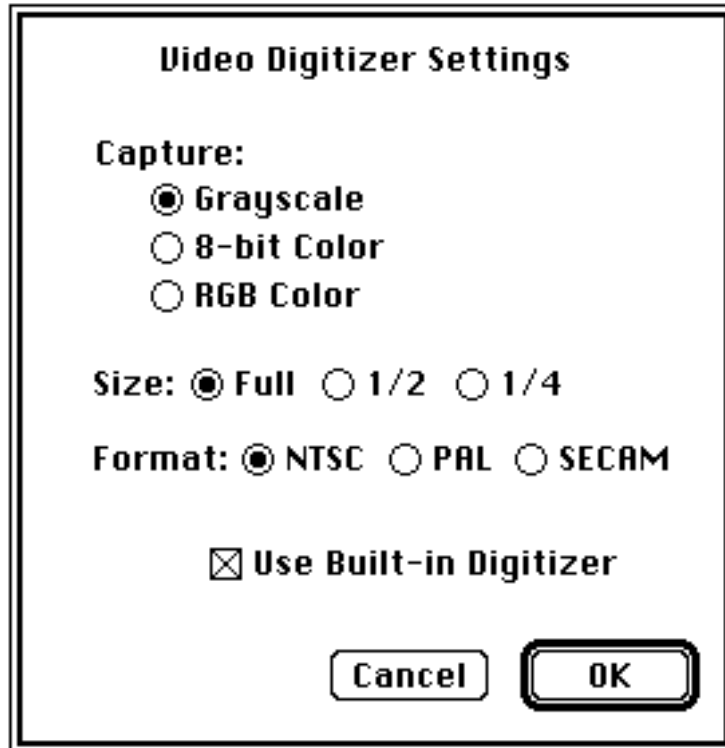 Video Digitizer Settings
Capture:
Grayscale
8-bit Color
RGB Color
Size: Full 1/2 1/4
Format: NTSC PAL SECAM
Use Built-in Digitizer
Cancel OK